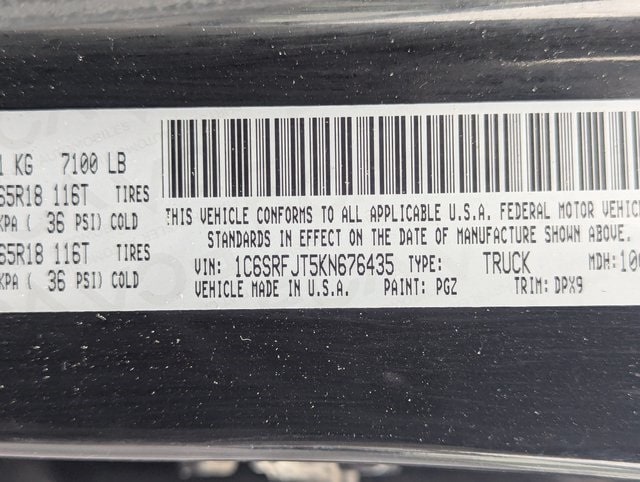 1 KG 7100 LB
65R18 116T TIRES
KPA ( 36 PSI) COLD
65R18 116T TIRES
KPA ( 36 PSI) COLD
THIS VEHICLE CONFORMS TO ALL APPLICABLE U.S.A. FEDERAL MOTOR VEHIC
STANDARDS IN EFFECT ON THE DATE OF MANUFACTURE SHOWN ABOVE.
VIN: 1C6SRFJT5KN676435 TYPE: TRUCK MDH:10
VEHICLE MADE IN U.S.A. PAINT: PGZ TRIM: DPX9